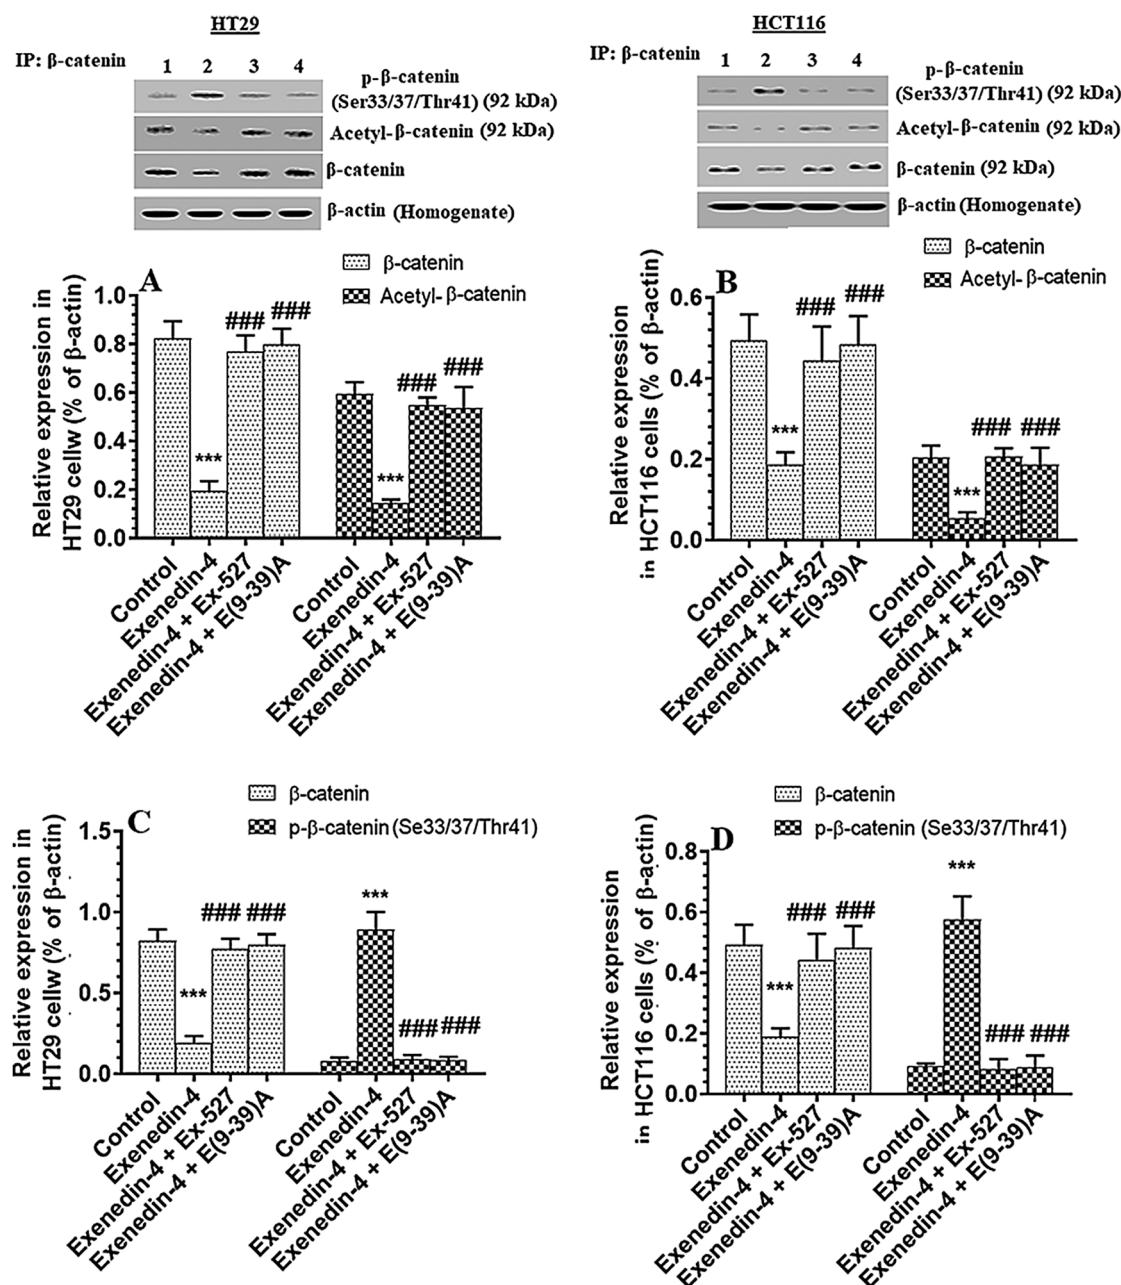 HT29
IP: β-catenin
1 2 3 4
p-β-catenin
(Ser33/37/Thr41) (92 kDa)
Acetyl-β-catenin (92 kDa)
β-catenin
β-actin (Homogenate)
HCT116
IP: β-catenin
1 2 3 4
p-β-catenin
(Ser33/37/Thr41) (92 kDa)
Acetyl-β-catenin (92 kDa)
β-catenin (92 kDa)
β-actin (Homogenate)
A
β-catenin
Acetyl-β-catenin
Relative expression in
HT29 cellw (% of β-actin)
1.0
0.8
0.6
0.4
0.2
0.0
*** ### ###
*** ### ###
Control
Exenedin-4
Exenedin-4 + Ex-527
Exenedin-4 + E(9-39)A
Control
Exenedin-4
Exenedin-4 + Ex-527
Exenedin-4 + E(9-39)A
B
β-catenin
Acetyl-β-catenin
Relative expression
in HCT116 cells (% of β-actin)
0.6
0.4
0.2
0.0
*** ### ###
*** ### ###
Control
Exenedin-4
Exenedin-4 + Ex-527
Exenedin-4 + E(9-39)A
Control
Exenedin-4
Exenedin-4 + Ex-527
Exenedin-4 + E(9-39)A
C
β-catenin
p-β-catenin (Se33/37/Thr41)
Relative expression in
HT29 cellw (% of β-actin)
1.5
1.0
0.5
0.0
*** ### ###
*** ### ###
Control
Exenedin-4
Exenedin-4 + Ex-527
Exenedin-4 + E(9-39)A
Control
Exenedin-4
Exenedin-4 + Ex-527
Exenedin-4 + E(9-39)A
D
β-catenin
p-β-catenin (Se33/37/Thr41)
Relative expression
in HCT116 cells (% of β-actin)
0.8
0.6
0.4
0.2
0.0
*** ### ###
*** ### ###
Control
Exenedin-4
Exenedin-4 + Ex-527
Exenedin-4 + E(9-39)A
Control
Exenedin-4
Exenedin-4 + Ex-527
Exenedin-4 + E(9-39)A